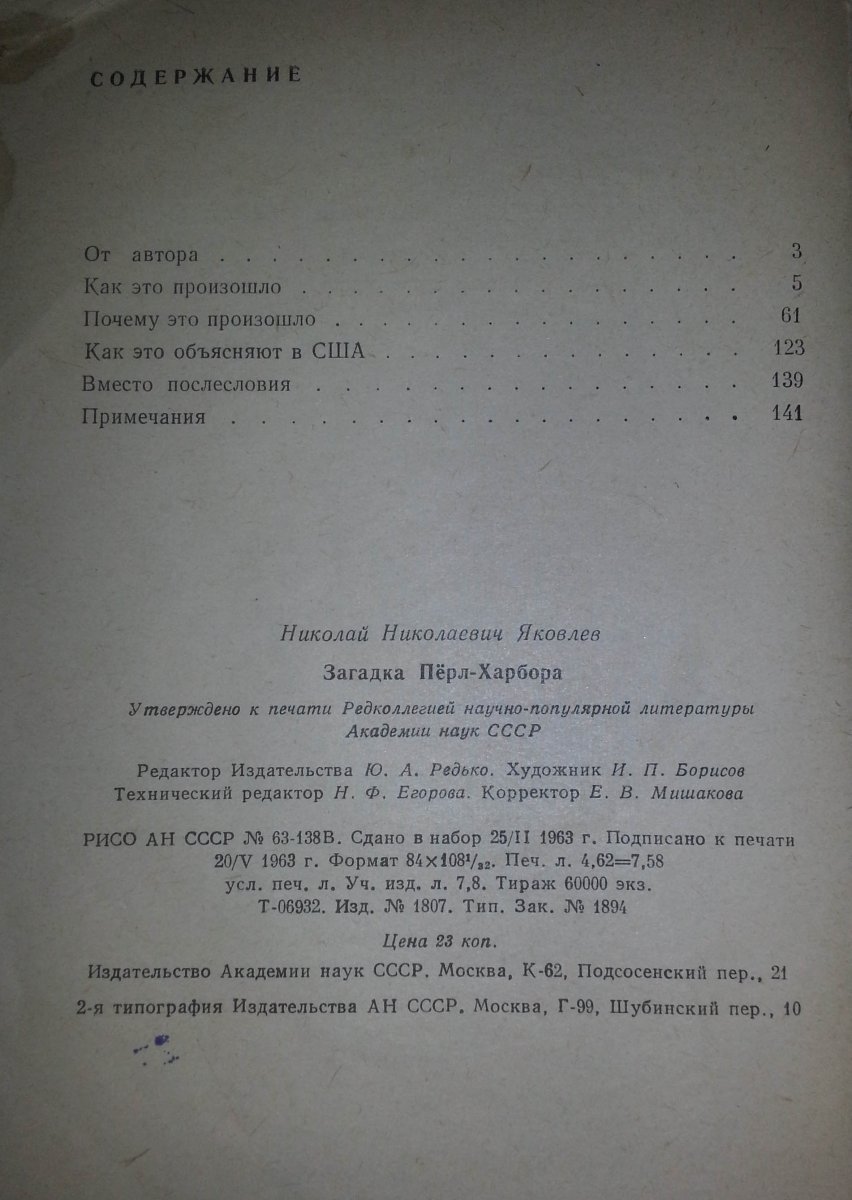 СОДЕРЖАНИЕ
От автора . . . . . . . . . . . . . . . . . . . . 3
Как это произошло . . . . . . . . . . . . . . . . . 5
Почему это произошло . . . . . . . . . . . . . . . . 61
Как это объясняют в США . . . . . . . . . . . . . . 123
Вместо послесловия . . . . . . . . . . . . . . . . . 139
Примечания . . . . . . . . . . . . . . . . . . . . 141
Николай Николаевич Яковлев
Загадка Пёрл-Харбора
Утверждено к печати Редколлегией научно-популярной литературы
Академии наук СССР
Редактор Издательства Ю. А. Редько. Художник И. П. Борисов
Технический редактор Н. Ф. Егорова. Корректор Е. В. Мишакова
РИСО АН СССР № 63-138В. Сдано в набор 25/II 1963 г. Подписано к печати
20/V 1963 г. Формат 84×108¹/₃₂. Печ. л. 4,62=7,58
усл. печ. л. Уч. изд. л. 7,8. Тираж 60000 экз.
Т-06932. Изд. № 1807. Тип. Зак. № 1894
Цена 23 коп.
Издательство Академии наук СССР. Москва, К-62, Подсосенский пер., 21
2-я типография Издательства АН СССР. Москва, Г-99, Шубинский пер., 10